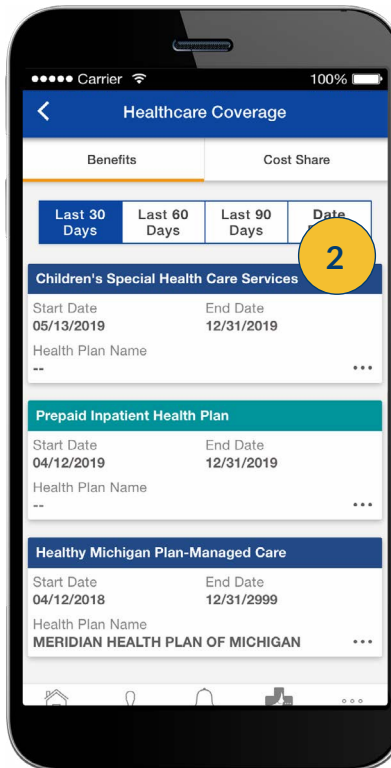 Carrier 100%
Healthcare Coverage
Benefits Cost Share
Last 30 Last 60 Last 90 Date
Days Days Days
2
Children's Special Health Care Services
Start Date End Date
05/13/2019 12/31/2019
Health Plan Name
--
Prepaid Inpatient Health Plan
Start Date End Date
04/12/2019 12/31/2019
Health Plan Name
--
Healthy Michigan Plan-Managed Care
Start Date End Date
04/12/2018 12/31/2999
Health Plan Name
MERIDIAN HEALTH PLAN OF MICHIGAN